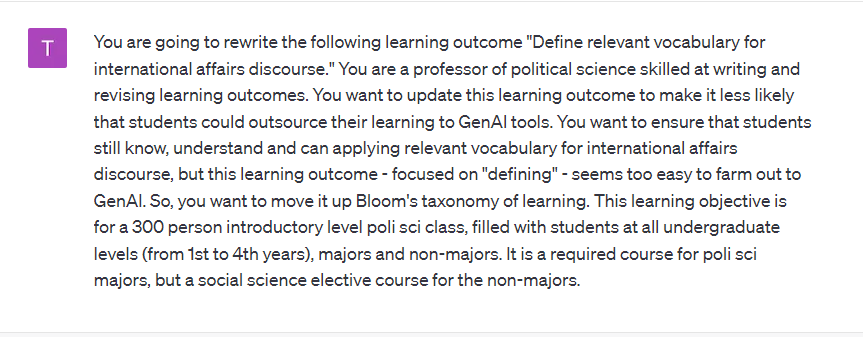 T
You are going to rewrite the following learning outcome "Define relevant vocabulary for
international affairs discourse." You are a professor of political science skilled at writing and
revising learning outcomes. You want to update this learning outcome to make it less likely
that students could outsource their learning to GenAI tools. You want to ensure that students
still know, understand and can applying relevant vocabulary for international affairs
discourse, but this learning outcome - focused on "defining" - seems too easy to farm out to
GenAI. So, you want to move it up Bloom's taxonomy of learning. This learning objective is
for a 300 person introductory level poli sci class, filled with students at all undergraduate
levels (from 1st to 4th years), majors and non-majors. It is a required course for poli sci
majors, but a social science elective course for the non-majors.